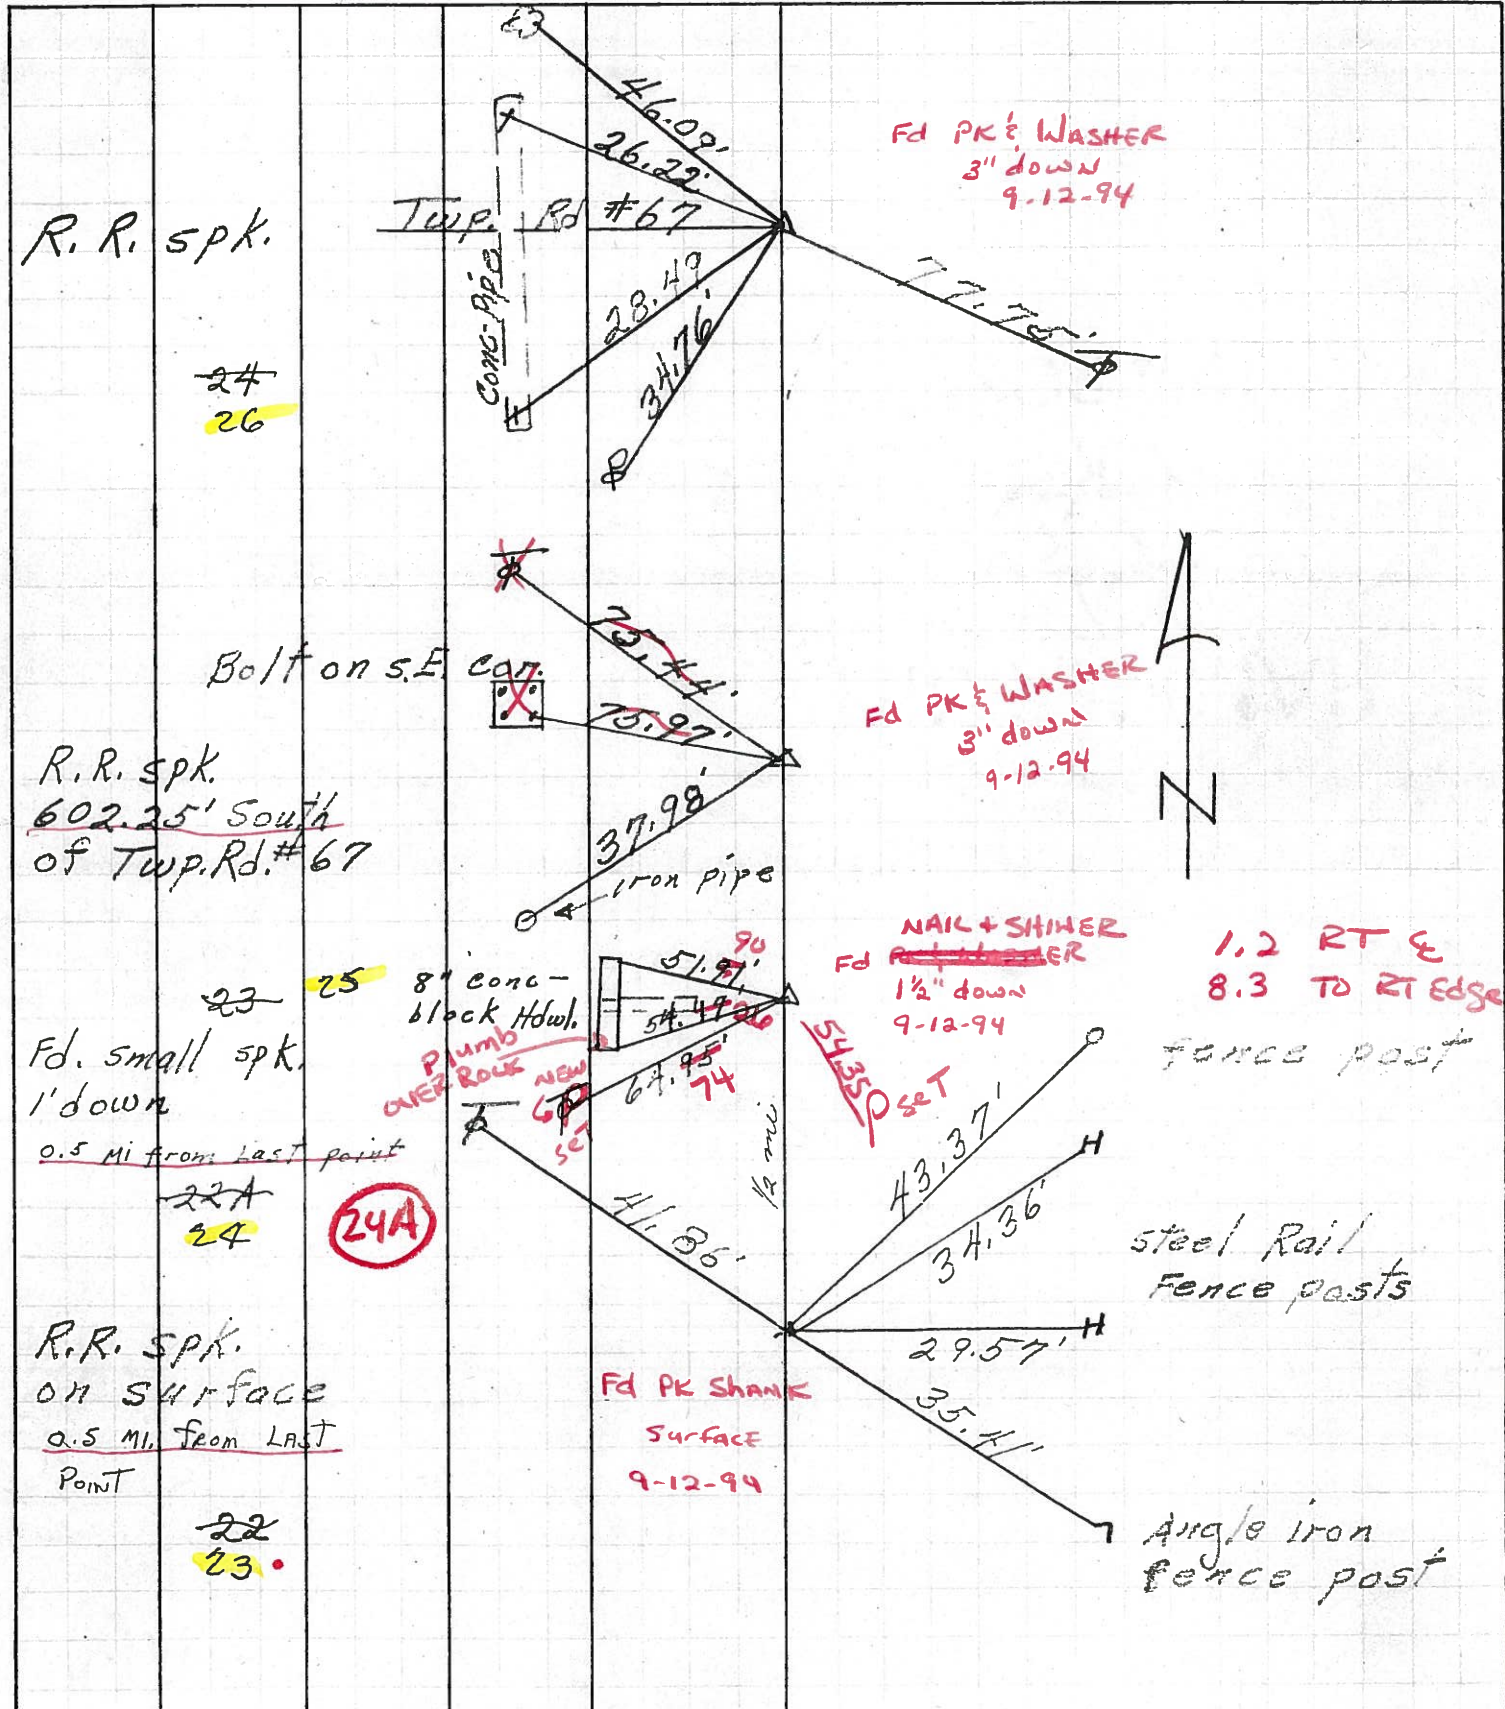 46.09'
26.22'
Fd PK & WASHER
3" down
9-12-94
R. R. spk.
Twp. Rd #67
Conc. Pipe
28.49'
34.76'
77.75'
24
26
75.44'
Bolt on S.E. cor.
75.97'
Fd PK & WASHER
3" down
9-12-94
R.R. spk.
602.25' South
of Twp. Rd. #67
37.98'
iron pipe
N
23
25
8" conc-
block Hdwl.
51.97'
90
54.49
26
64.95'
74
Fd NAIL + SHINER
1½" down
9-12-94
1.2 RT ℄
8.3 TO RT Edge
fence post
Fd. small spk.
1' down
0.5 Mi from Last point
Plumb
OVER ROUK
NEW
6"
set
54.35
set
½ mi.
22A
24
24A
41.86'
43.37'
34.36'
steel Rail
Fence posts
29.57'
R.R. spk.
on surface
0.5 MI. from LAST
POINT
Fd PK Shank
Surface
9-12-94
35.41'
22
23
Angle iron
fence post